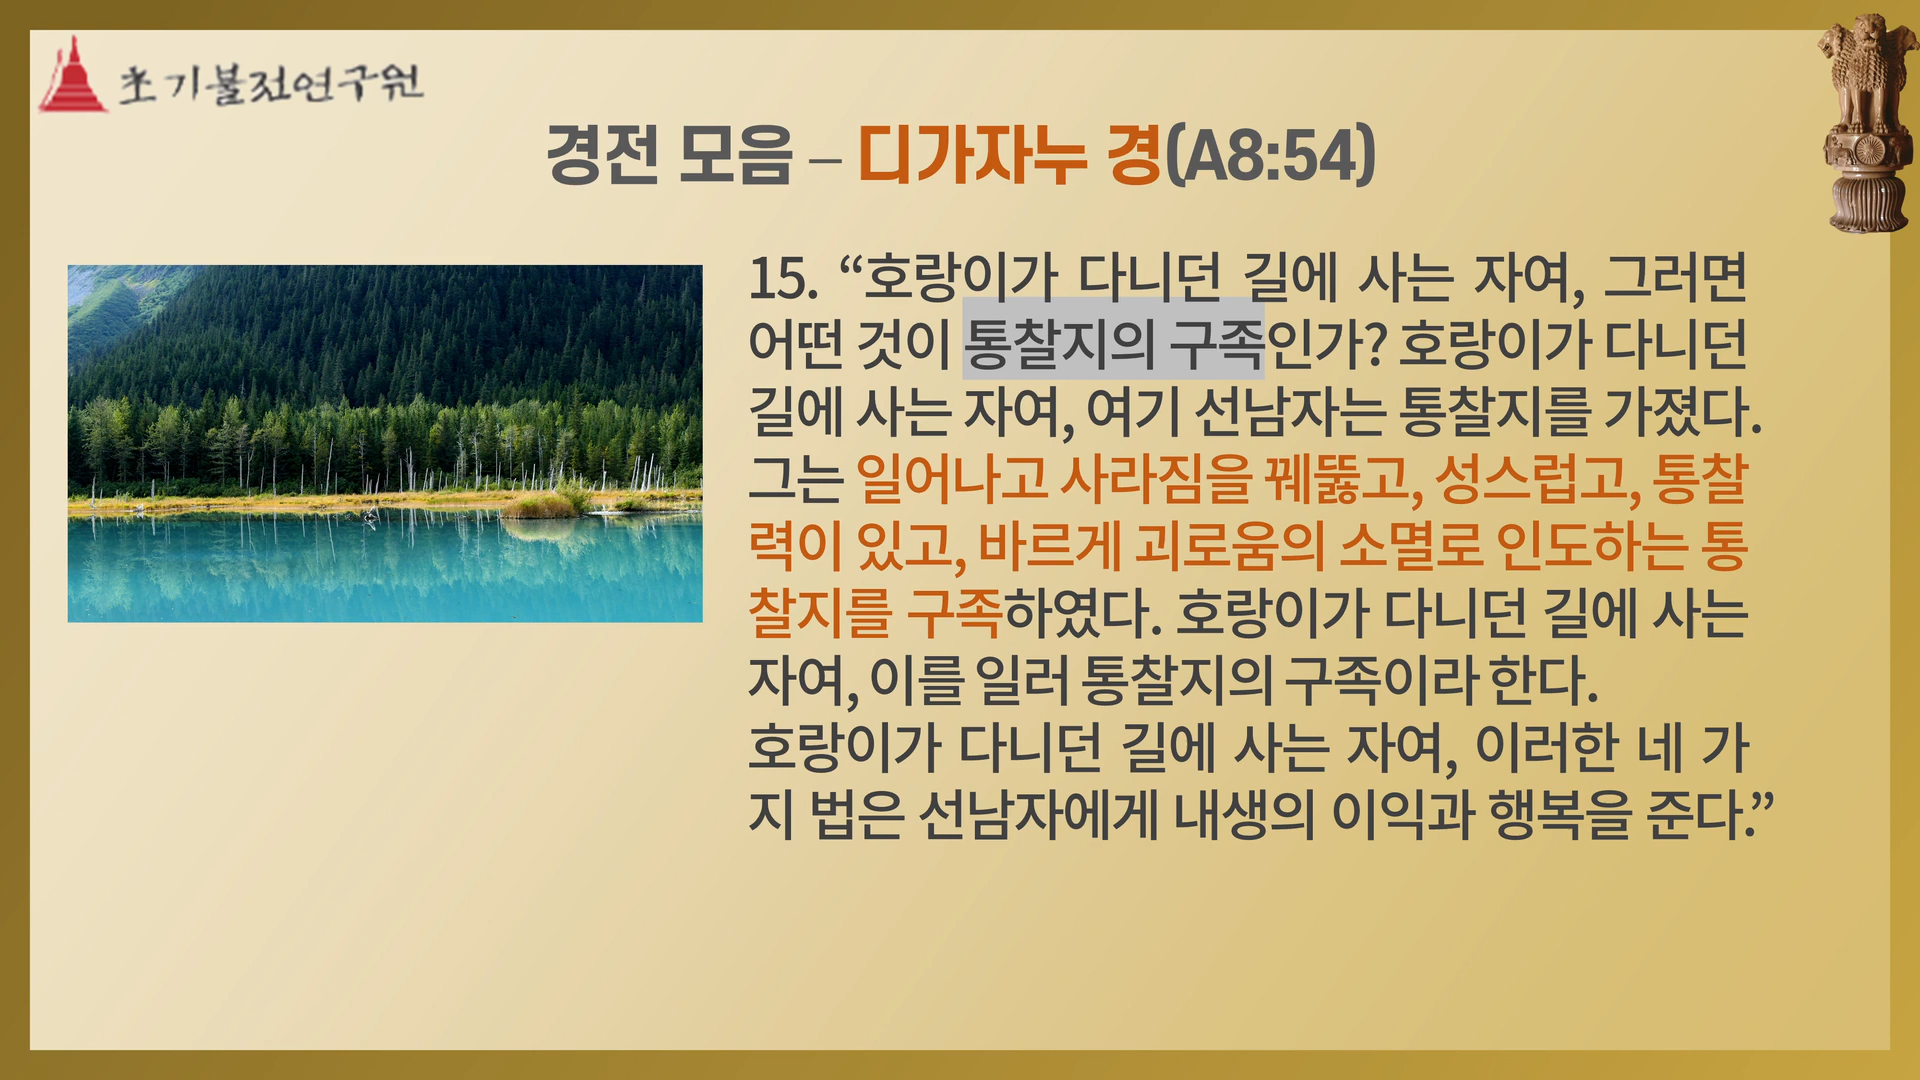 초기불전연구원
경전 모음 – 디가자누 경(A8:54)
15. “호랑이가 다니던 길에 사는 자여, 그러면
어떤 것이 통찰지의 구족인가? 호랑이가 다니던
길에 사는 자여, 여기 선남자는 통찰지를 가졌다.
그는 일어나고 사라짐을 꿰뚫고, 성스럽고, 통찰
력이 있고, 바르게 괴로움의 소멸로 인도하는 통
찰지를 구족하였다. 호랑이가 다니던 길에 사는
자여, 이를 일러 통찰지의 구족이라 한다.
호랑이가 다니던 길에 사는 자여, 이러한 네 가
지 법은 선남자에게 내생의 이익과 행복을 준다.”